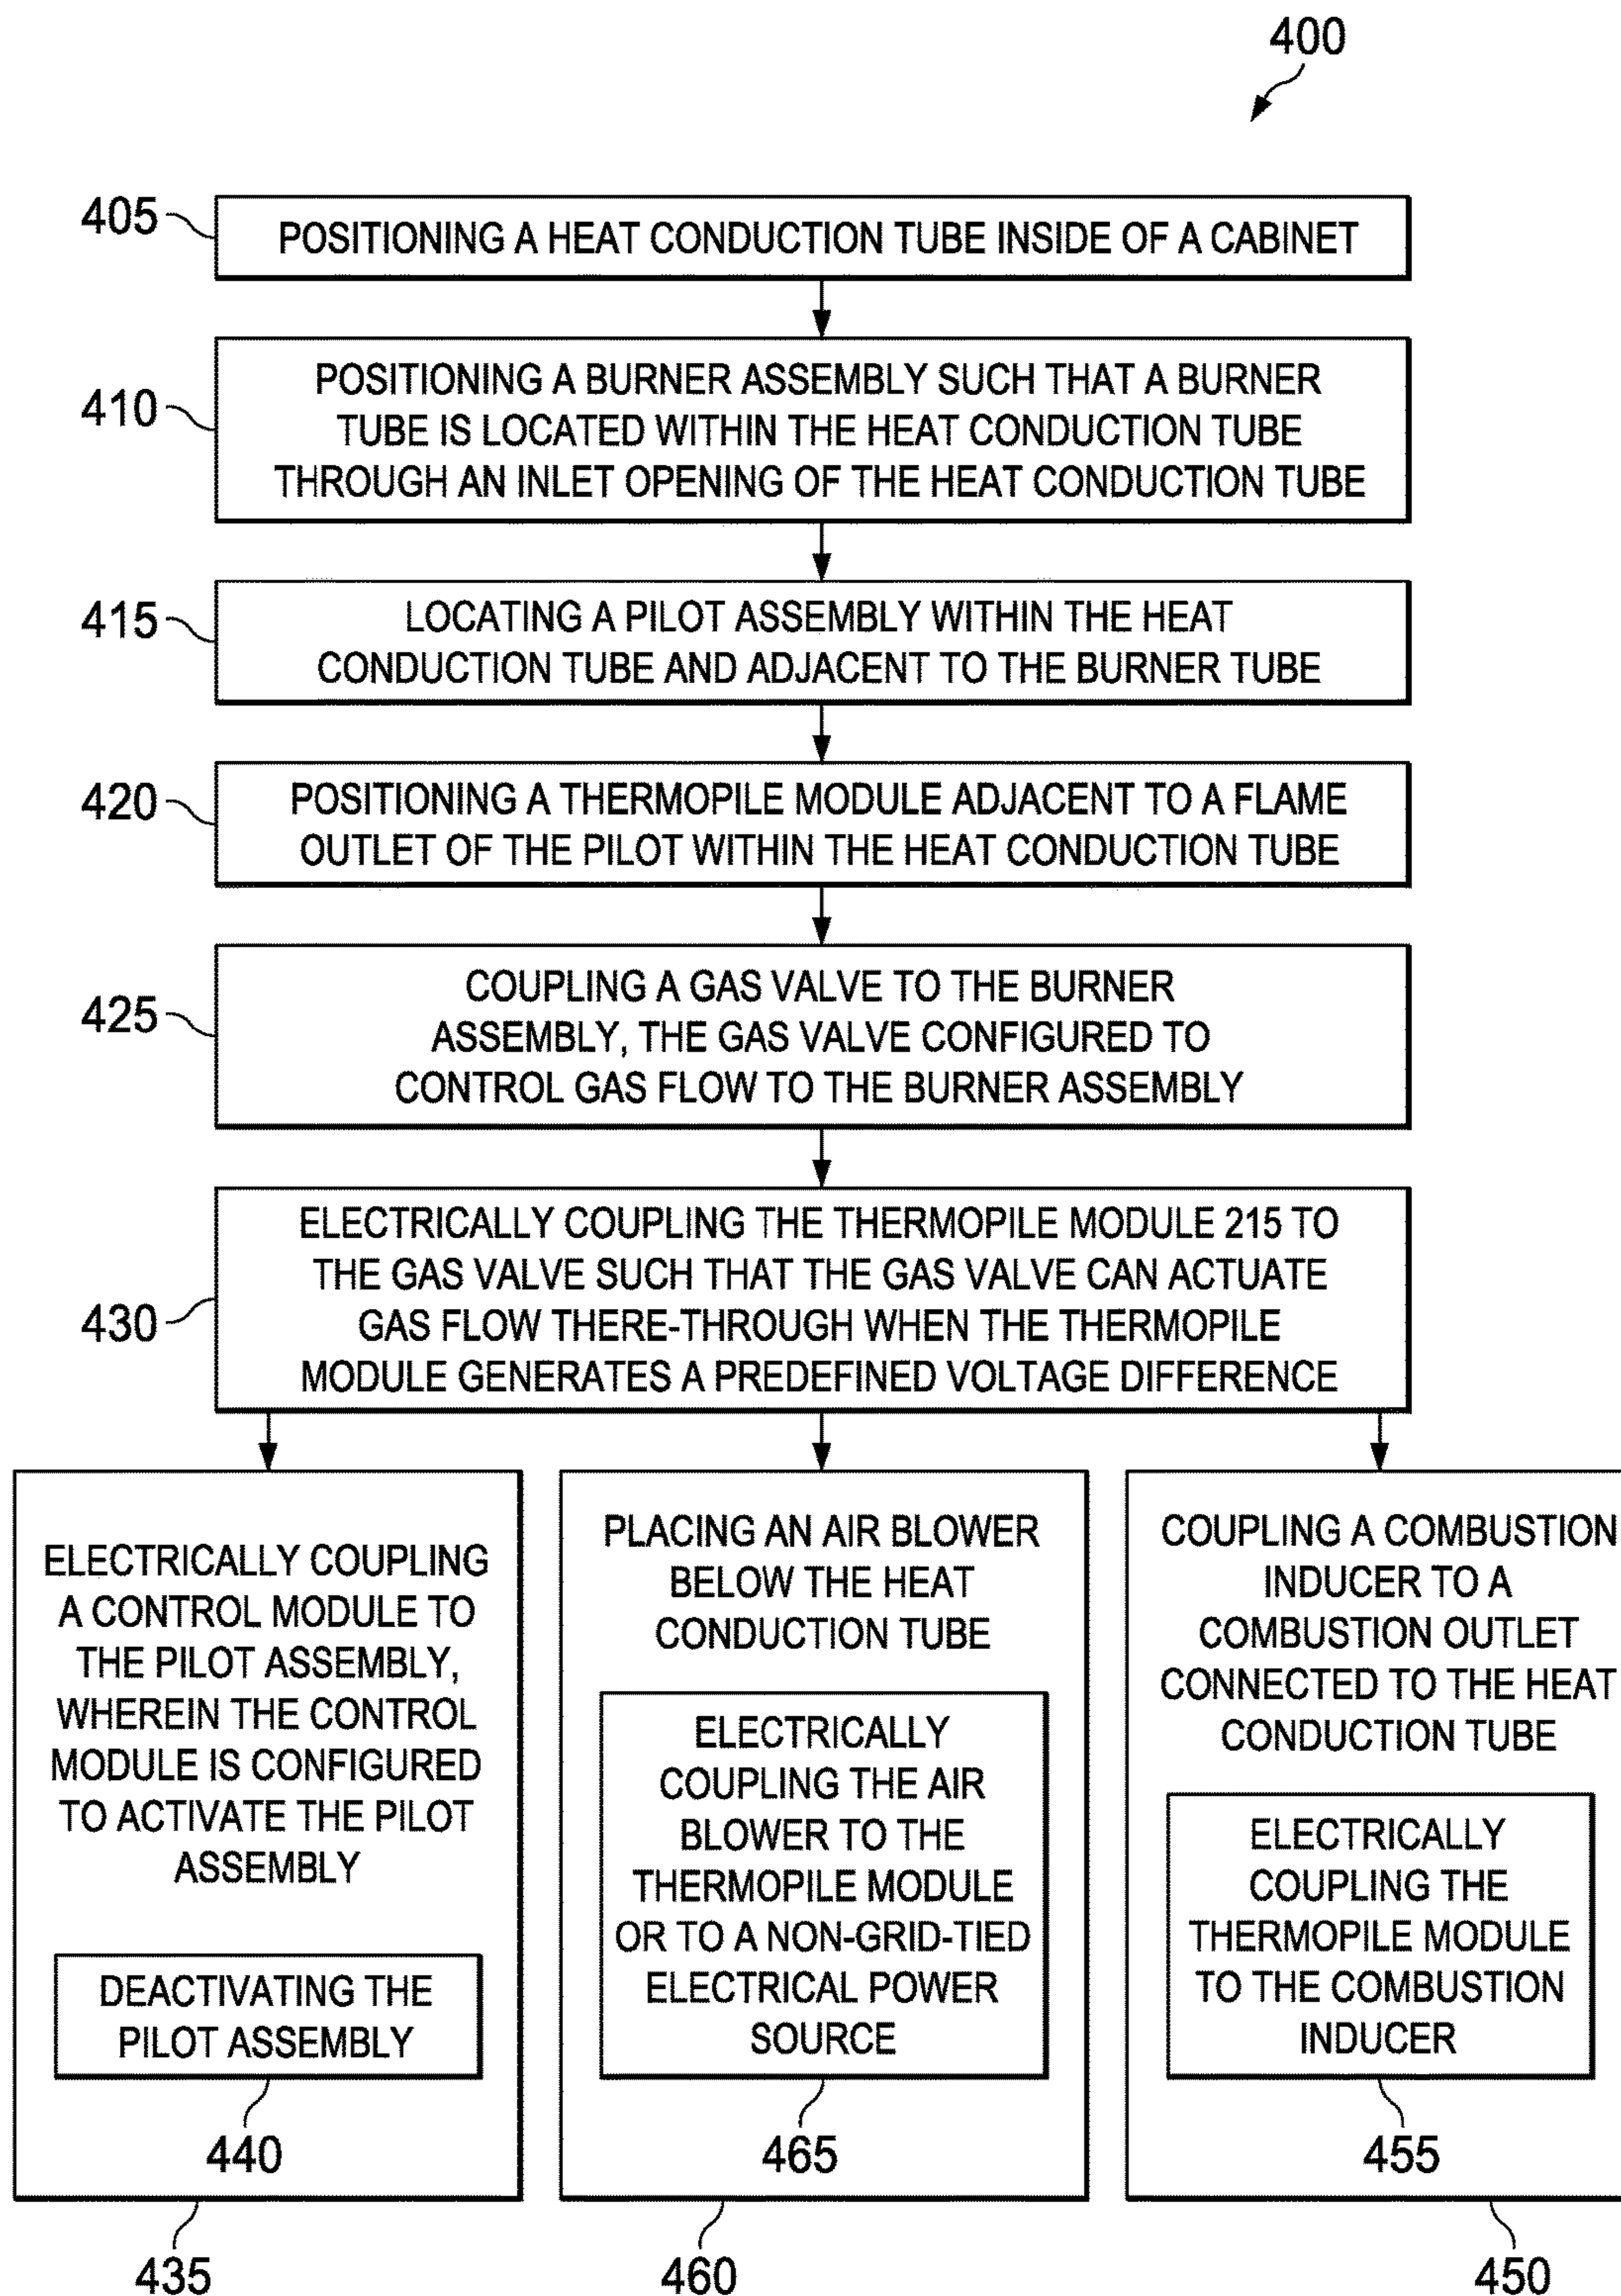 400
405
POSITIONING A HEAT CONDUCTION TUBE INSIDE OF A CABINET
410
POSITIONING A BURNER ASSEMBLY SUCH THAT A BURNER
TUBE IS LOCATED WITHIN THE HEAT CONDUCTION TUBE
THROUGH AN INLET OPENING OF THE HEAT CONDUCTION TUBE
415
LOCATING A PILOT ASSEMBLY WITHIN THE HEAT
CONDUCTION TUBE AND ADJACENT TO THE BURNER TUBE
420
POSITIONING A THERMOPILE MODULE ADJACENT TO A FLAME
OUTLET OF THE PILOT WITHIN THE HEAT CONDUCTION TUBE
425
COUPLING A GAS VALVE TO THE BURNER
ASSEMBLY, THE GAS VALVE CONFIGURED TO
CONTROL GAS FLOW TO THE BURNER ASSEMBLY
430
ELECTRICALLY COUPLING THE THERMOPILE MODULE 215 TO
THE GAS VALVE SUCH THAT THE GAS VALVE CAN ACTUATE
GAS FLOW THERE-THROUGH WHEN THE THERMOPILE
MODULE GENERATES A PREDEFINED VOLTAGE DIFFERENCE
ELECTRICALLY COUPLING
A CONTROL MODULE TO
THE PILOT ASSEMBLY,
WHEREIN THE CONTROL
MODULE IS CONFIGURED
TO ACTIVATE THE PILOT
ASSEMBLY
DEACTIVATING THE
PILOT ASSEMBLY
440
435
PLACING AN AIR BLOWER
BELOW THE HEAT
CONDUCTION TUBE
ELECTRICALLY
COUPLING THE AIR
BLOWER TO THE
THERMOPILE MODULE
OR TO A NON-GRID-TIED
ELECTRICAL POWER
SOURCE
465
460
COUPLING A COMBUSTION
INDUCER TO A
COMBUSTION OUTLET
CONNECTED TO THE HEAT
CONDUCTION TUBE
ELECTRICALLY
COUPLING THE
THERMOPILE MODULE
TO THE COMBUSTION
INDUCER
455
450